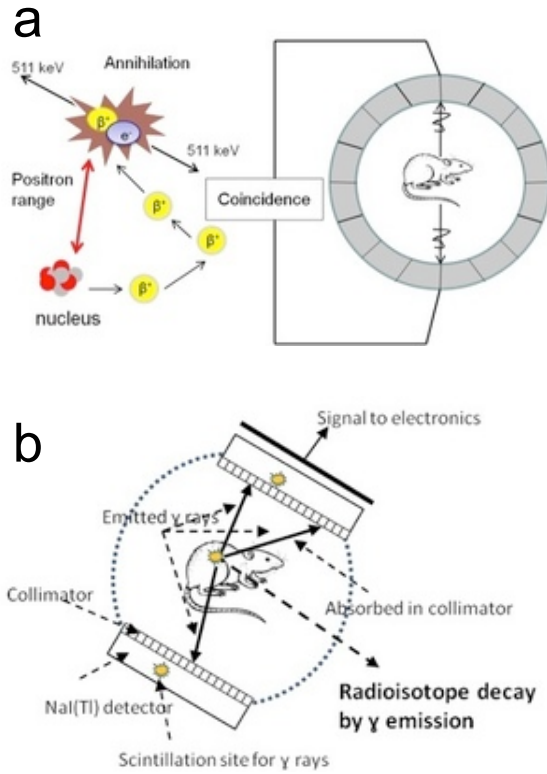 a
511 keV
Annihilation
β⁺
e⁻
511 keV
Positron
range
β⁺
Coincidence
β⁺
β⁺
nucleus
b
Signal to electronics
Emitted γ rays
Collimator
Absorbed in collimator
NaI(Tl) detector
Radioisotope decay
by γ emission
Scintillation site for γ rays